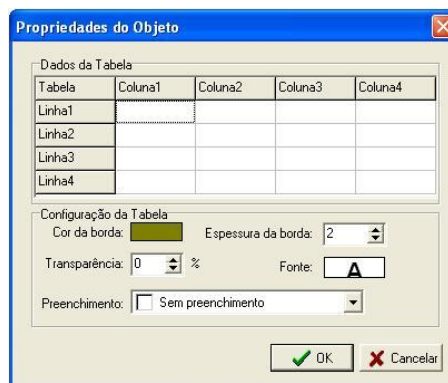 Propriedades do Objeto
Dados da Tabela
Tabela Coluna1 Coluna2 Coluna3 Coluna4
Linha1
Linha2
Linha3
Linha4
Configuração da Tabela
Cor da borda: Espessura da borda: 2
Transparência: 0 % Fonte: A
Preenchimento: Sem preenchimento
OK Cancelar